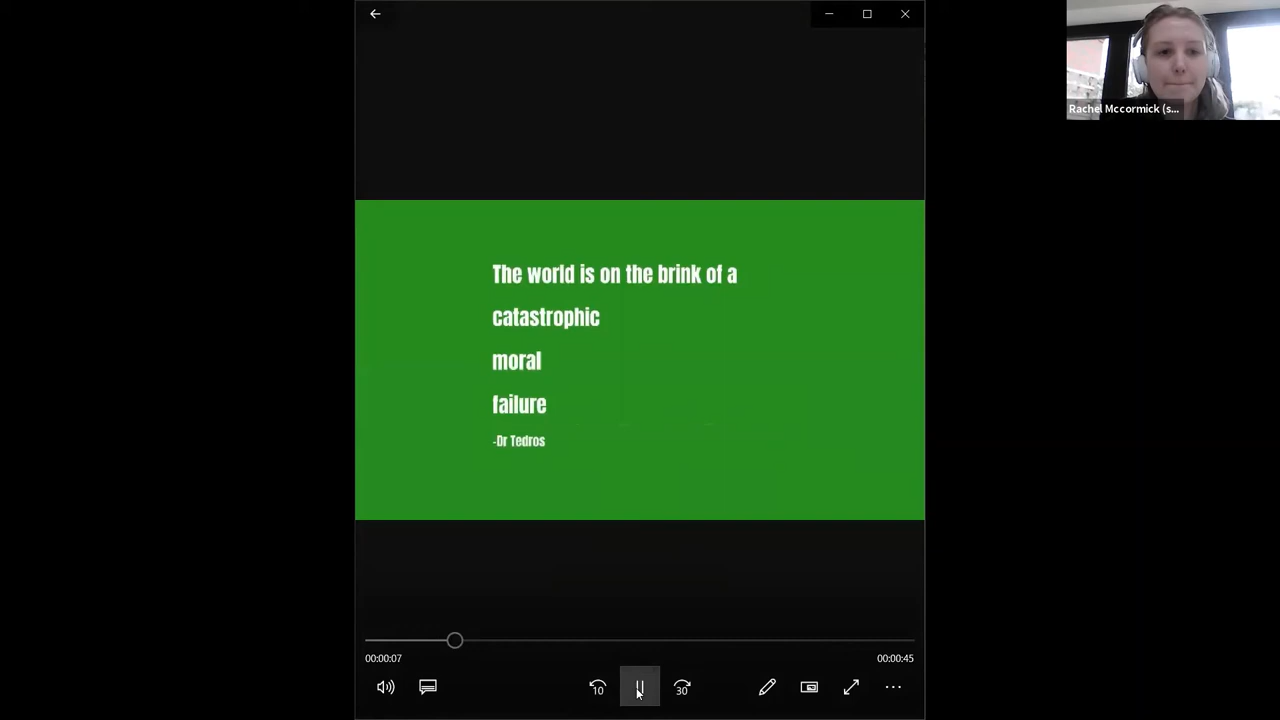 Rachel Mccormick (s...
The world is on the brink of a
catastrophic
moral
failure
-Dr Tedros
00:00:07
00:00:45
10
30